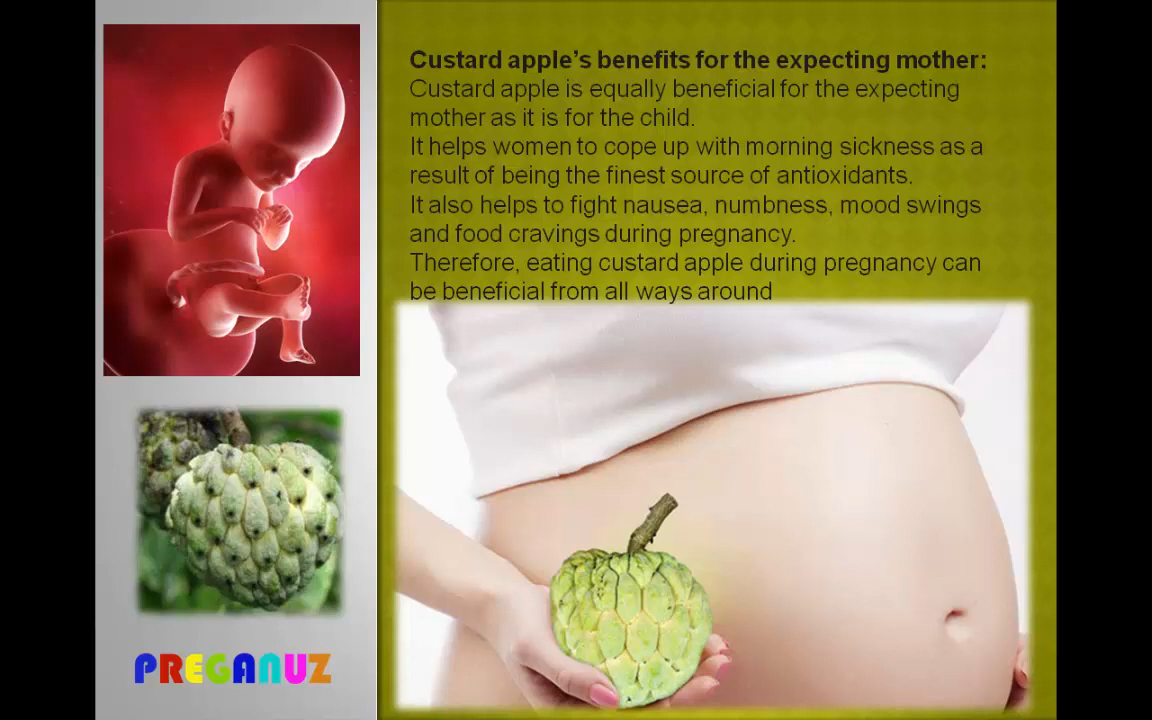 Custard apple’s benefits for the expecting mother:
Custard apple is equally beneficial for the expecting
mother as it is for the child.
It helps women to cope up with morning sickness as a
result of being the finest source of antioxidants.
It also helps to fight nausea, numbness, mood swings
and food cravings during pregnancy.
Therefore, eating custard apple during pregnancy can
be beneficial from all ways around
PREGANUZ